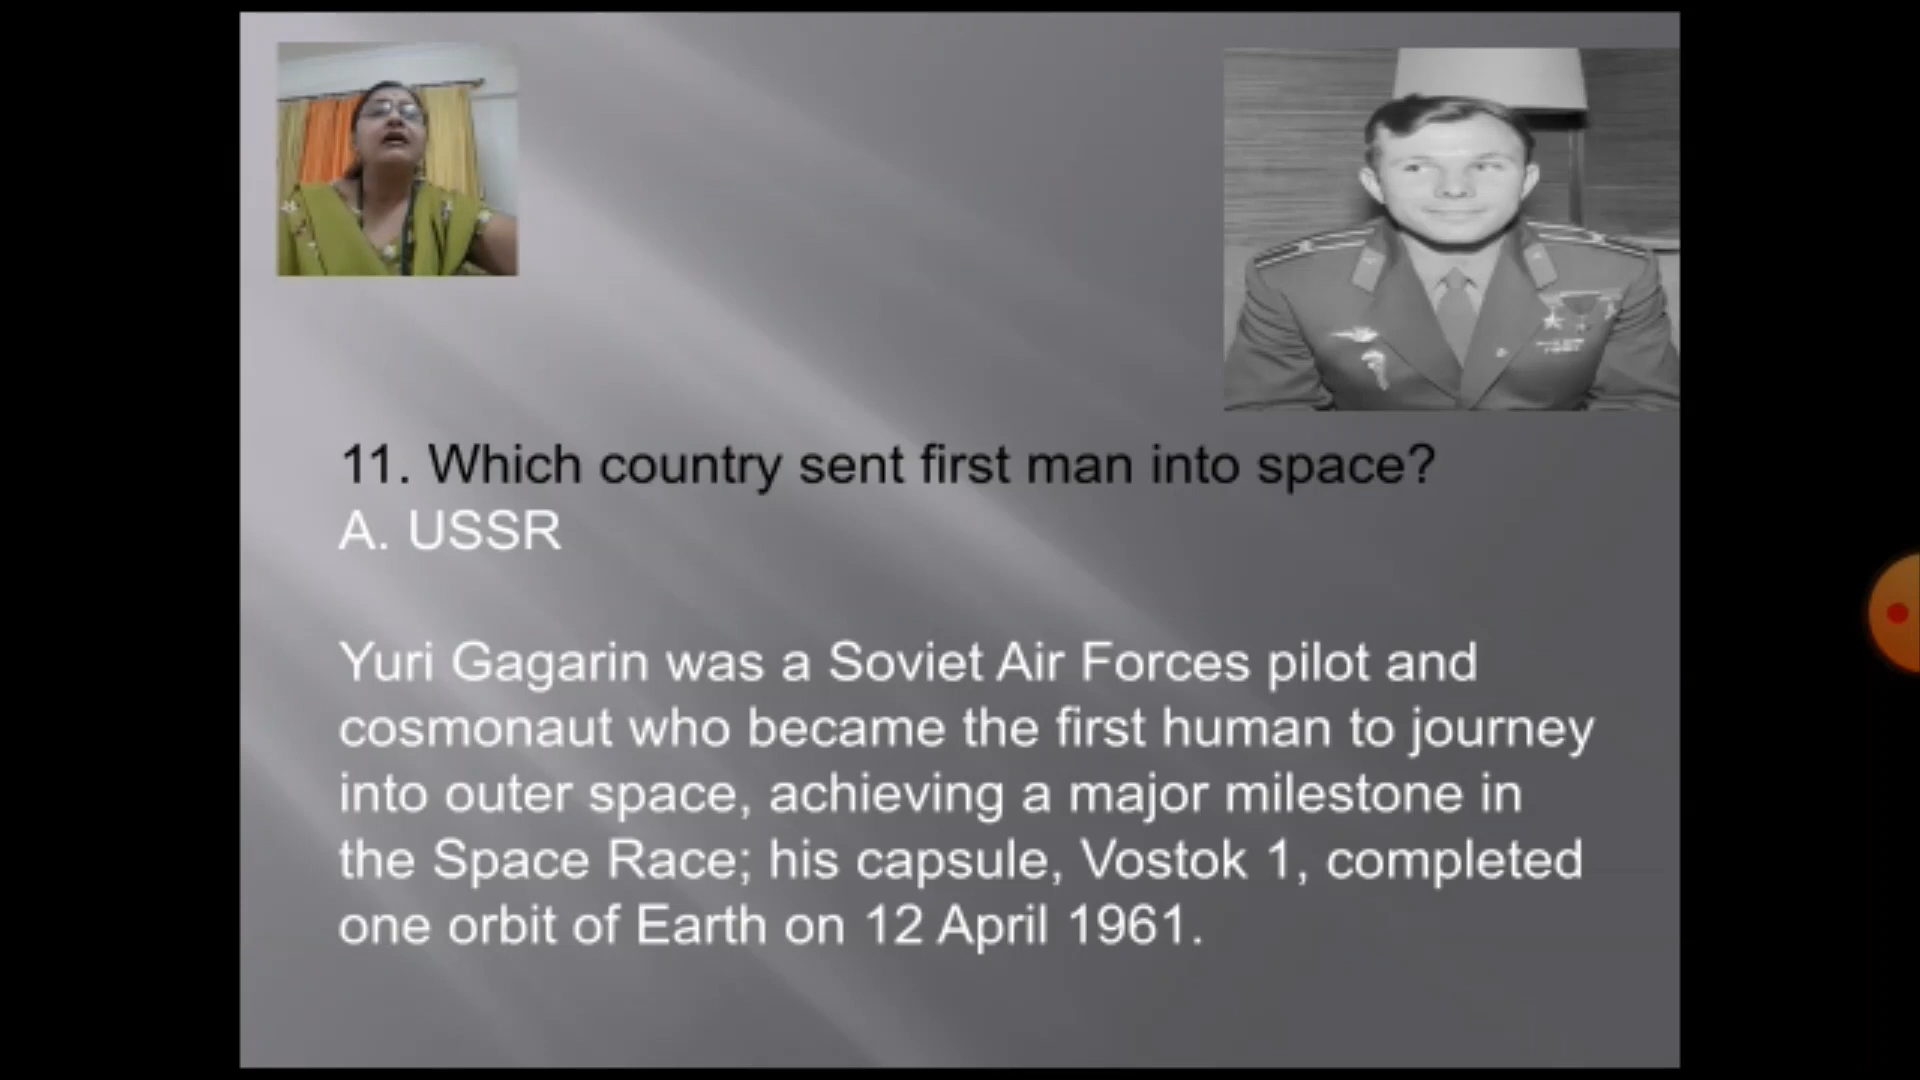 11. Which country sent first man into space?
A. USSR
Yuri Gagarin was a Soviet Air Forces pilot and
cosmonaut who became the first human to journey
into outer space, achieving a major milestone in
the Space Race; his capsule, Vostok 1, completed
one orbit of Earth on 12 April 1961.